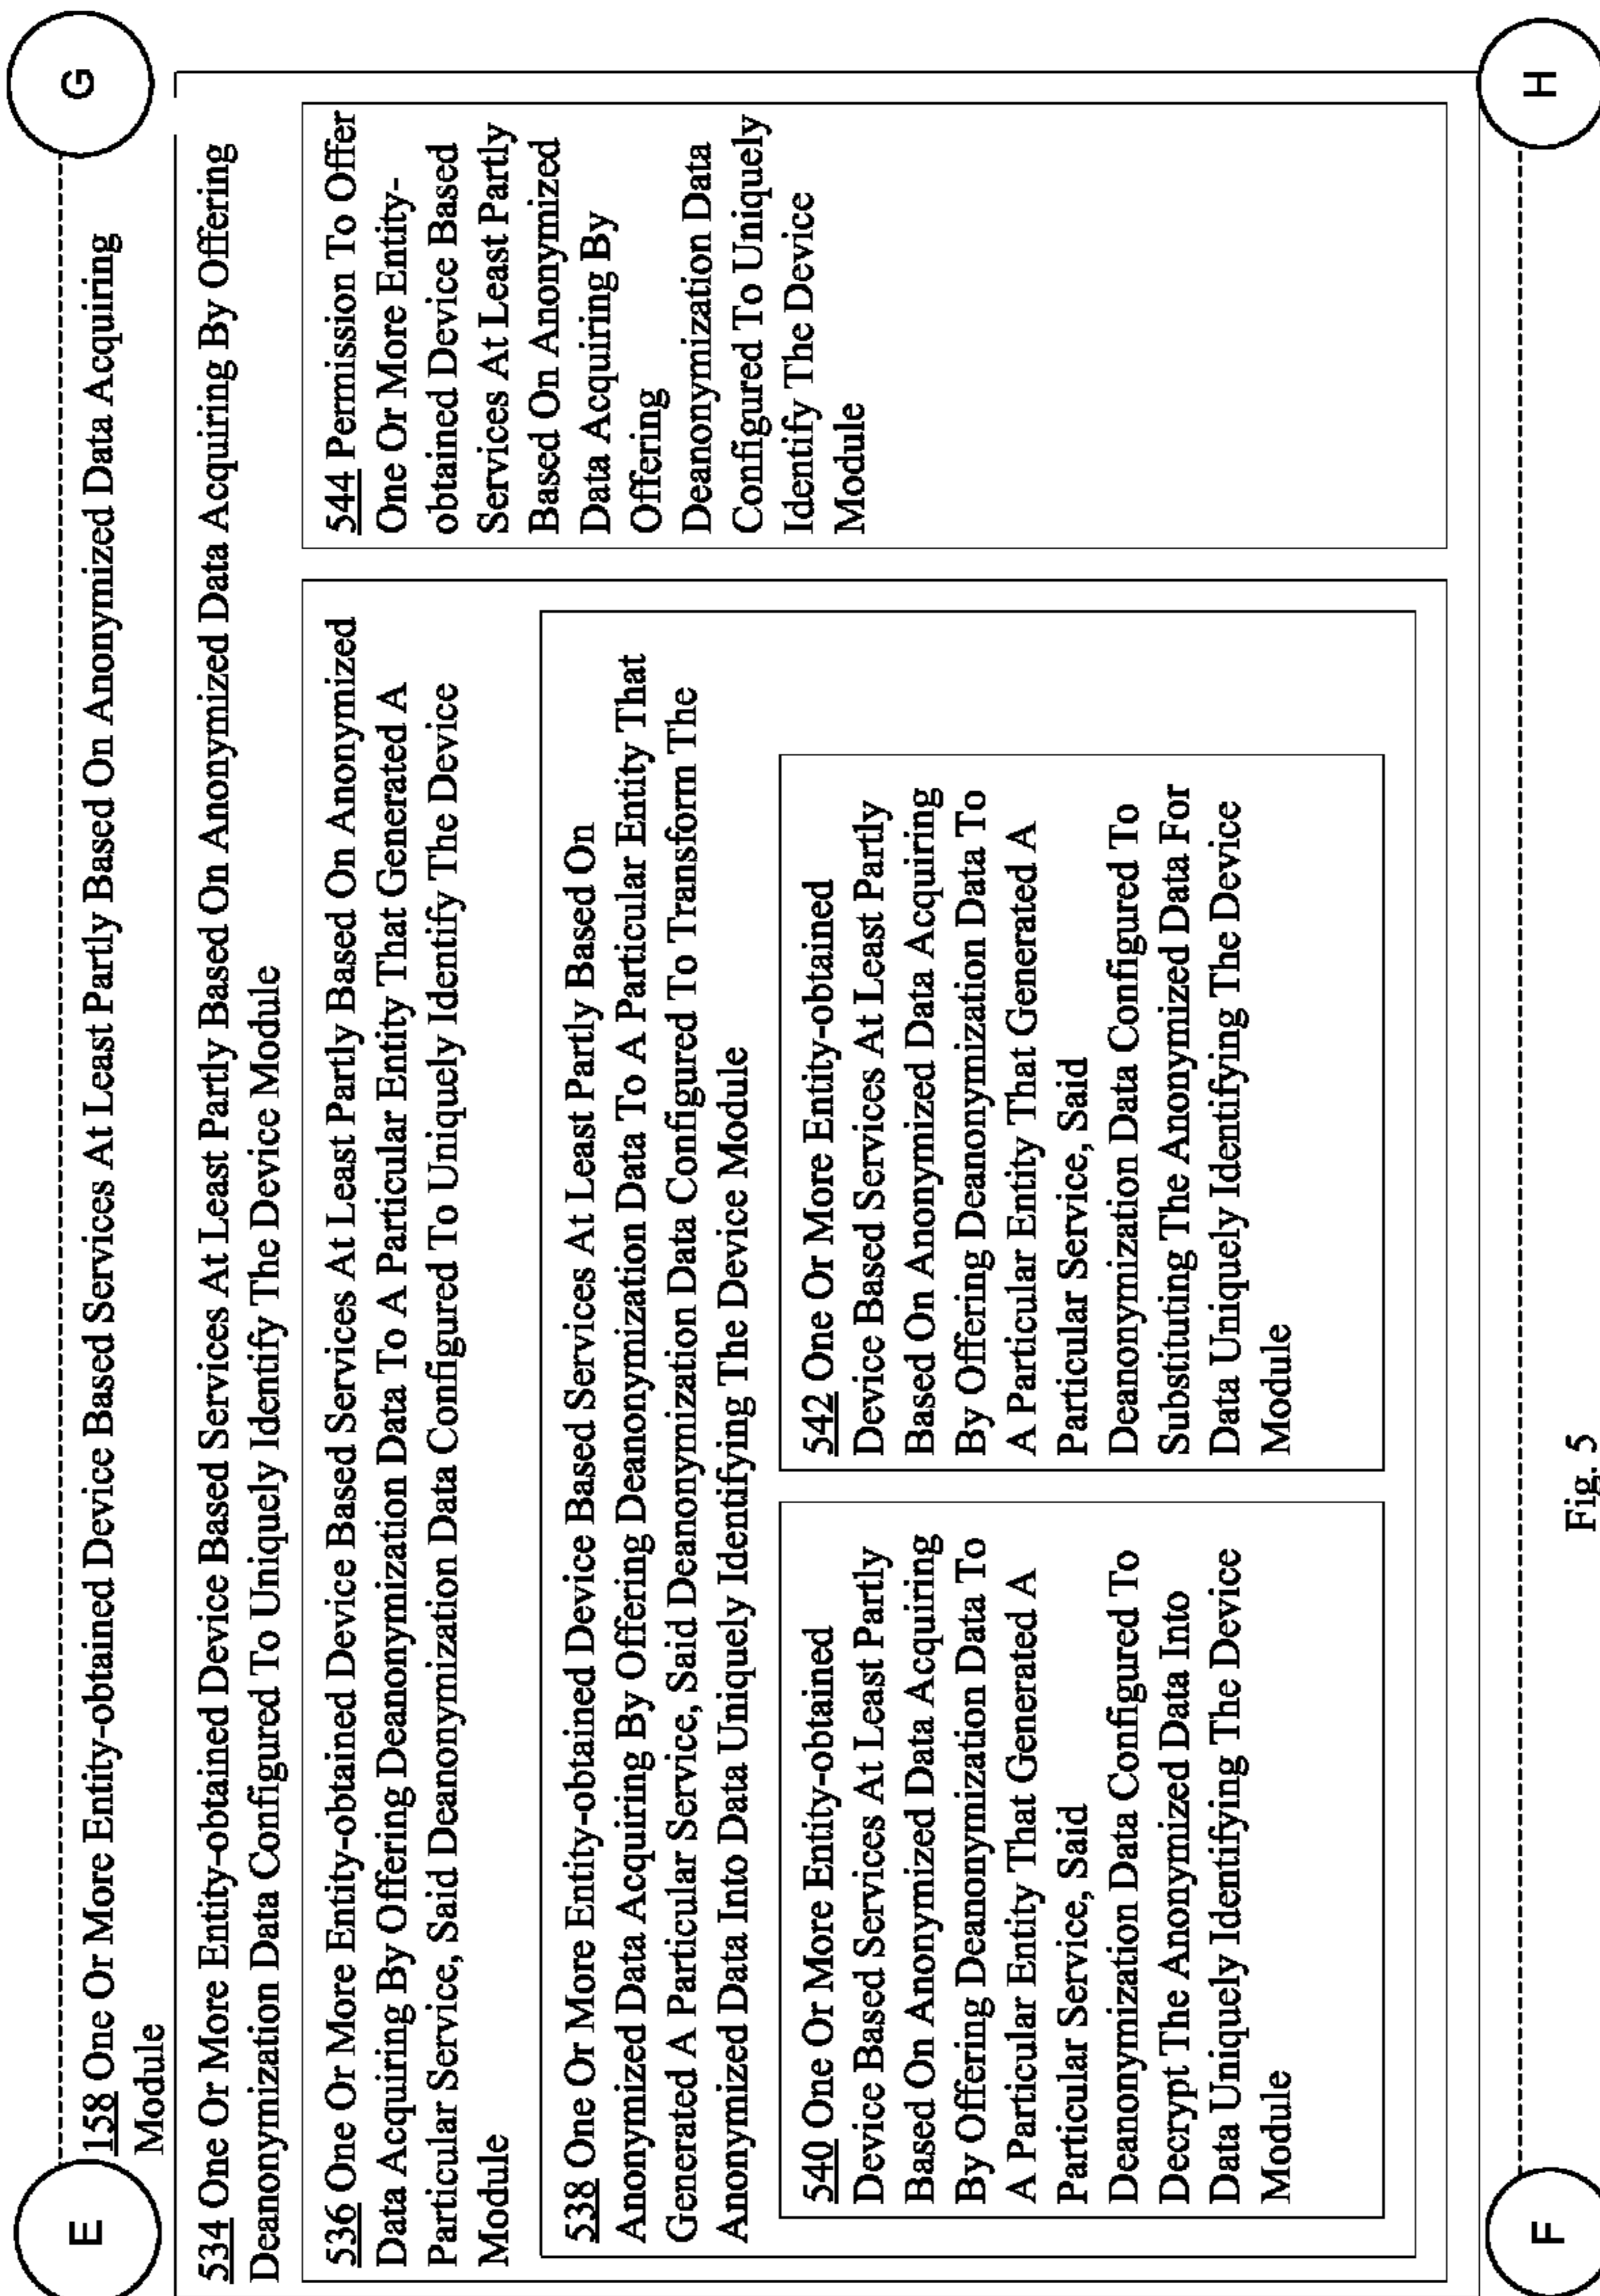 E
G
158 One Or More Entity-obtained Device Based Services At Least Partly Based On Anonymized Data Acquiring
Module
534 One Or More Entity-obtained Device Based Services At Least Partly Based On Anonymized Data Acquiring By Offering
Deanonymization Data Configured To Uniquely Identify The Device Module
536 One Or More Entity-obtained Device Based Services At Least Partly Based On Anonymized
Data Acquiring By Offering Deanonymization Data To A Particular Entity That Generated A
Particular Service, Said Deanonymization Data Configured To Uniquely Identify The Device
Module
538 One Or More Entity-obtained Device Based Services At Least Partly Based On
Anonymized Data Acquiring By Offering Deanonymization Data To A Particular Entity That
Generated A Particular Service, Said Deanonymization Data Configured To Transform The
Anonymized Data Into Data Uniquely Identifying The Device Module
540 One Or More Entity-obtained
Device Based Services At Least Partly
Based On Anonymized Data Acquiring
By Offering Deanonymization Data To
A Particular Entity That Generated A
Particular Service, Said
Deanonymization Data Configured To
Decrypt The Anonymized Data Into
Data Uniquely Identifying The Device
Module
542 One Or More Entity-obtained
Device Based Services At Least Partly
Based On Anonymized Data Acquiring
By Offering Deanonymization Data To
A Particular Entity That Generated A
Particular Service, Said
Deanonymization Data Configured To
Substituting The Anonymized Data For
Data Uniquely Identifying The Device
Module
544 Permission To Offer
One Or More Entity-
obtained Device Based
Services At Least Partly
Based On Anonymized
Data Acquiring By
Offering
Deanonymization Data
Configured To Uniquely
Identify The Device
Module
F
H
Fig. 5